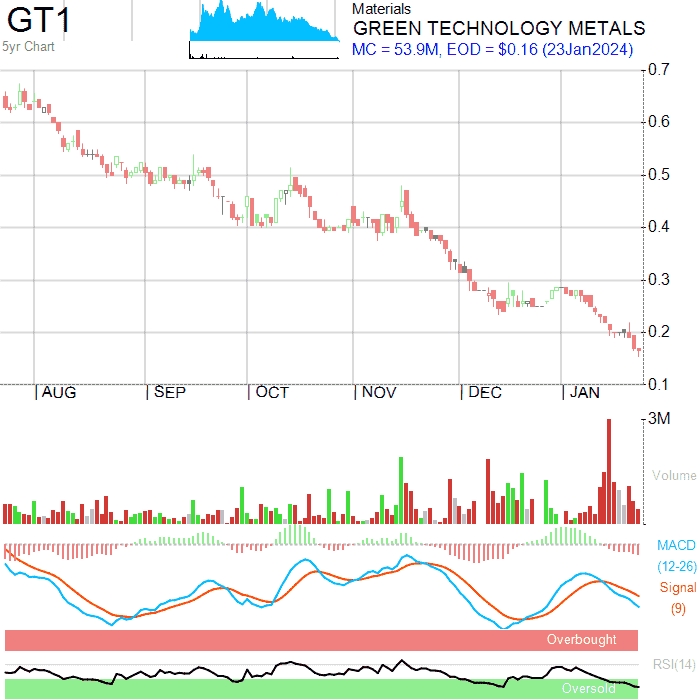 GT1
5yr Chart
Materials
GREEN TECHNOLOGY METALS
MC = 53.9M, EOD = $0.16 (23Jan2024)
0.7
0.6
0.5
0.4
0.3
0.2
0.1
AUG SEP OCT NOV DEC JAN
3M
Volume
MACD
(12-26)
Signal
(9)
Overbought
RSI(14)
Oversold